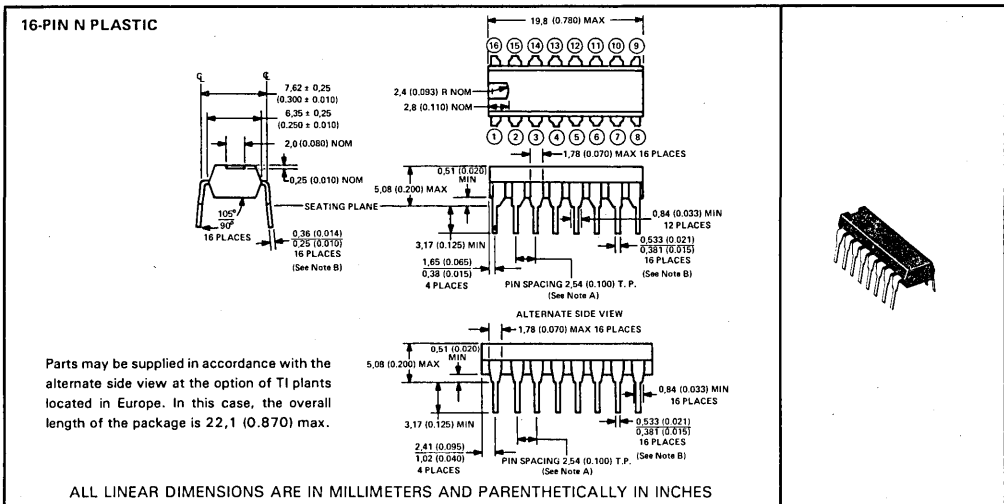 16-PIN N PLASTIC
19,8 (0.780) MAX
16 15 14 13 12 11 10 9
2,4 (0.093) R NOM
2.8 (0.110) NOM
1 2 3 4 5 6 7 8
℄ ℄
7,62 ± 0,25
(0.300 ± 0.010)
6,35 ± 0,25
(0.250 ± 0.010)
2,0 (0.080) NOM
0,25 (0.010) NOM
105°
90°
16 PLACES
0,36 (0.014)
0,25 (0.010)
16 PLACES
(See Note B)
SEATING PLANE
1,78 (0.070) MAX 16 PLACES
0,51 (0.020)
MIN
5,08 (0.200) MAX
0,84 (0.033) MIN
12 PLACES
3,17 (0.125) MIN
0,533 (0.021)
0,381 (0.015)
16 PLACES
(See Note B)
1,65 (0.065)
0,38 (0.015)
4 PLACES
PIN SPACING 2,54 (0.100) T.P.
(See Note A)
ALTERNATE SIDE VIEW
1,78 (0.070) MAX 16 PLACES
0,51 (0.020)
MIN
5,08 (0.200) MAX
0,84 (0.033) MIN
16 PLACES
3,17 (0.125) MIN
0,533 (0.021)
0,381 (0.015)
16 PLACES
(See Note B)
2,41 (0.095)
1,02 (0.040)
4 PLACES
PIN SPACING 2,54 (0.100) T.P.
(See Note A)
Parts may be supplied in accordance with the
alternate side view at the option of TI plants
located in Europe. In this case, the overall
length of the package is 22,1 (0.870) max.
ALL LINEAR DIMENSIONS ARE IN MILLIMETERS AND PARENTHETICALLY IN INCHES